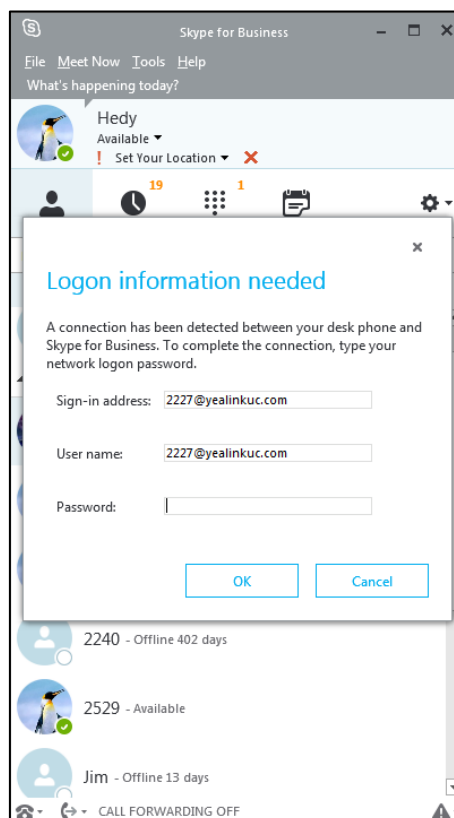 Skype for Business
File Meet Now Tools Help
What's happening today?
Hedy
Available
! Set Your Location
19
1
Logon information needed
A connection has been detected between your desk phone and
Skype for Business. To complete the connection, type your
network logon password.
Sign-in address: 2227@yealinkuc.com
User name: 2227@yealinkuc.com
Password:
OK Cancel
2240 - Offline 402 days
2529 - Available
Jim - Offline 13 days
CALL FORWARDING OFF